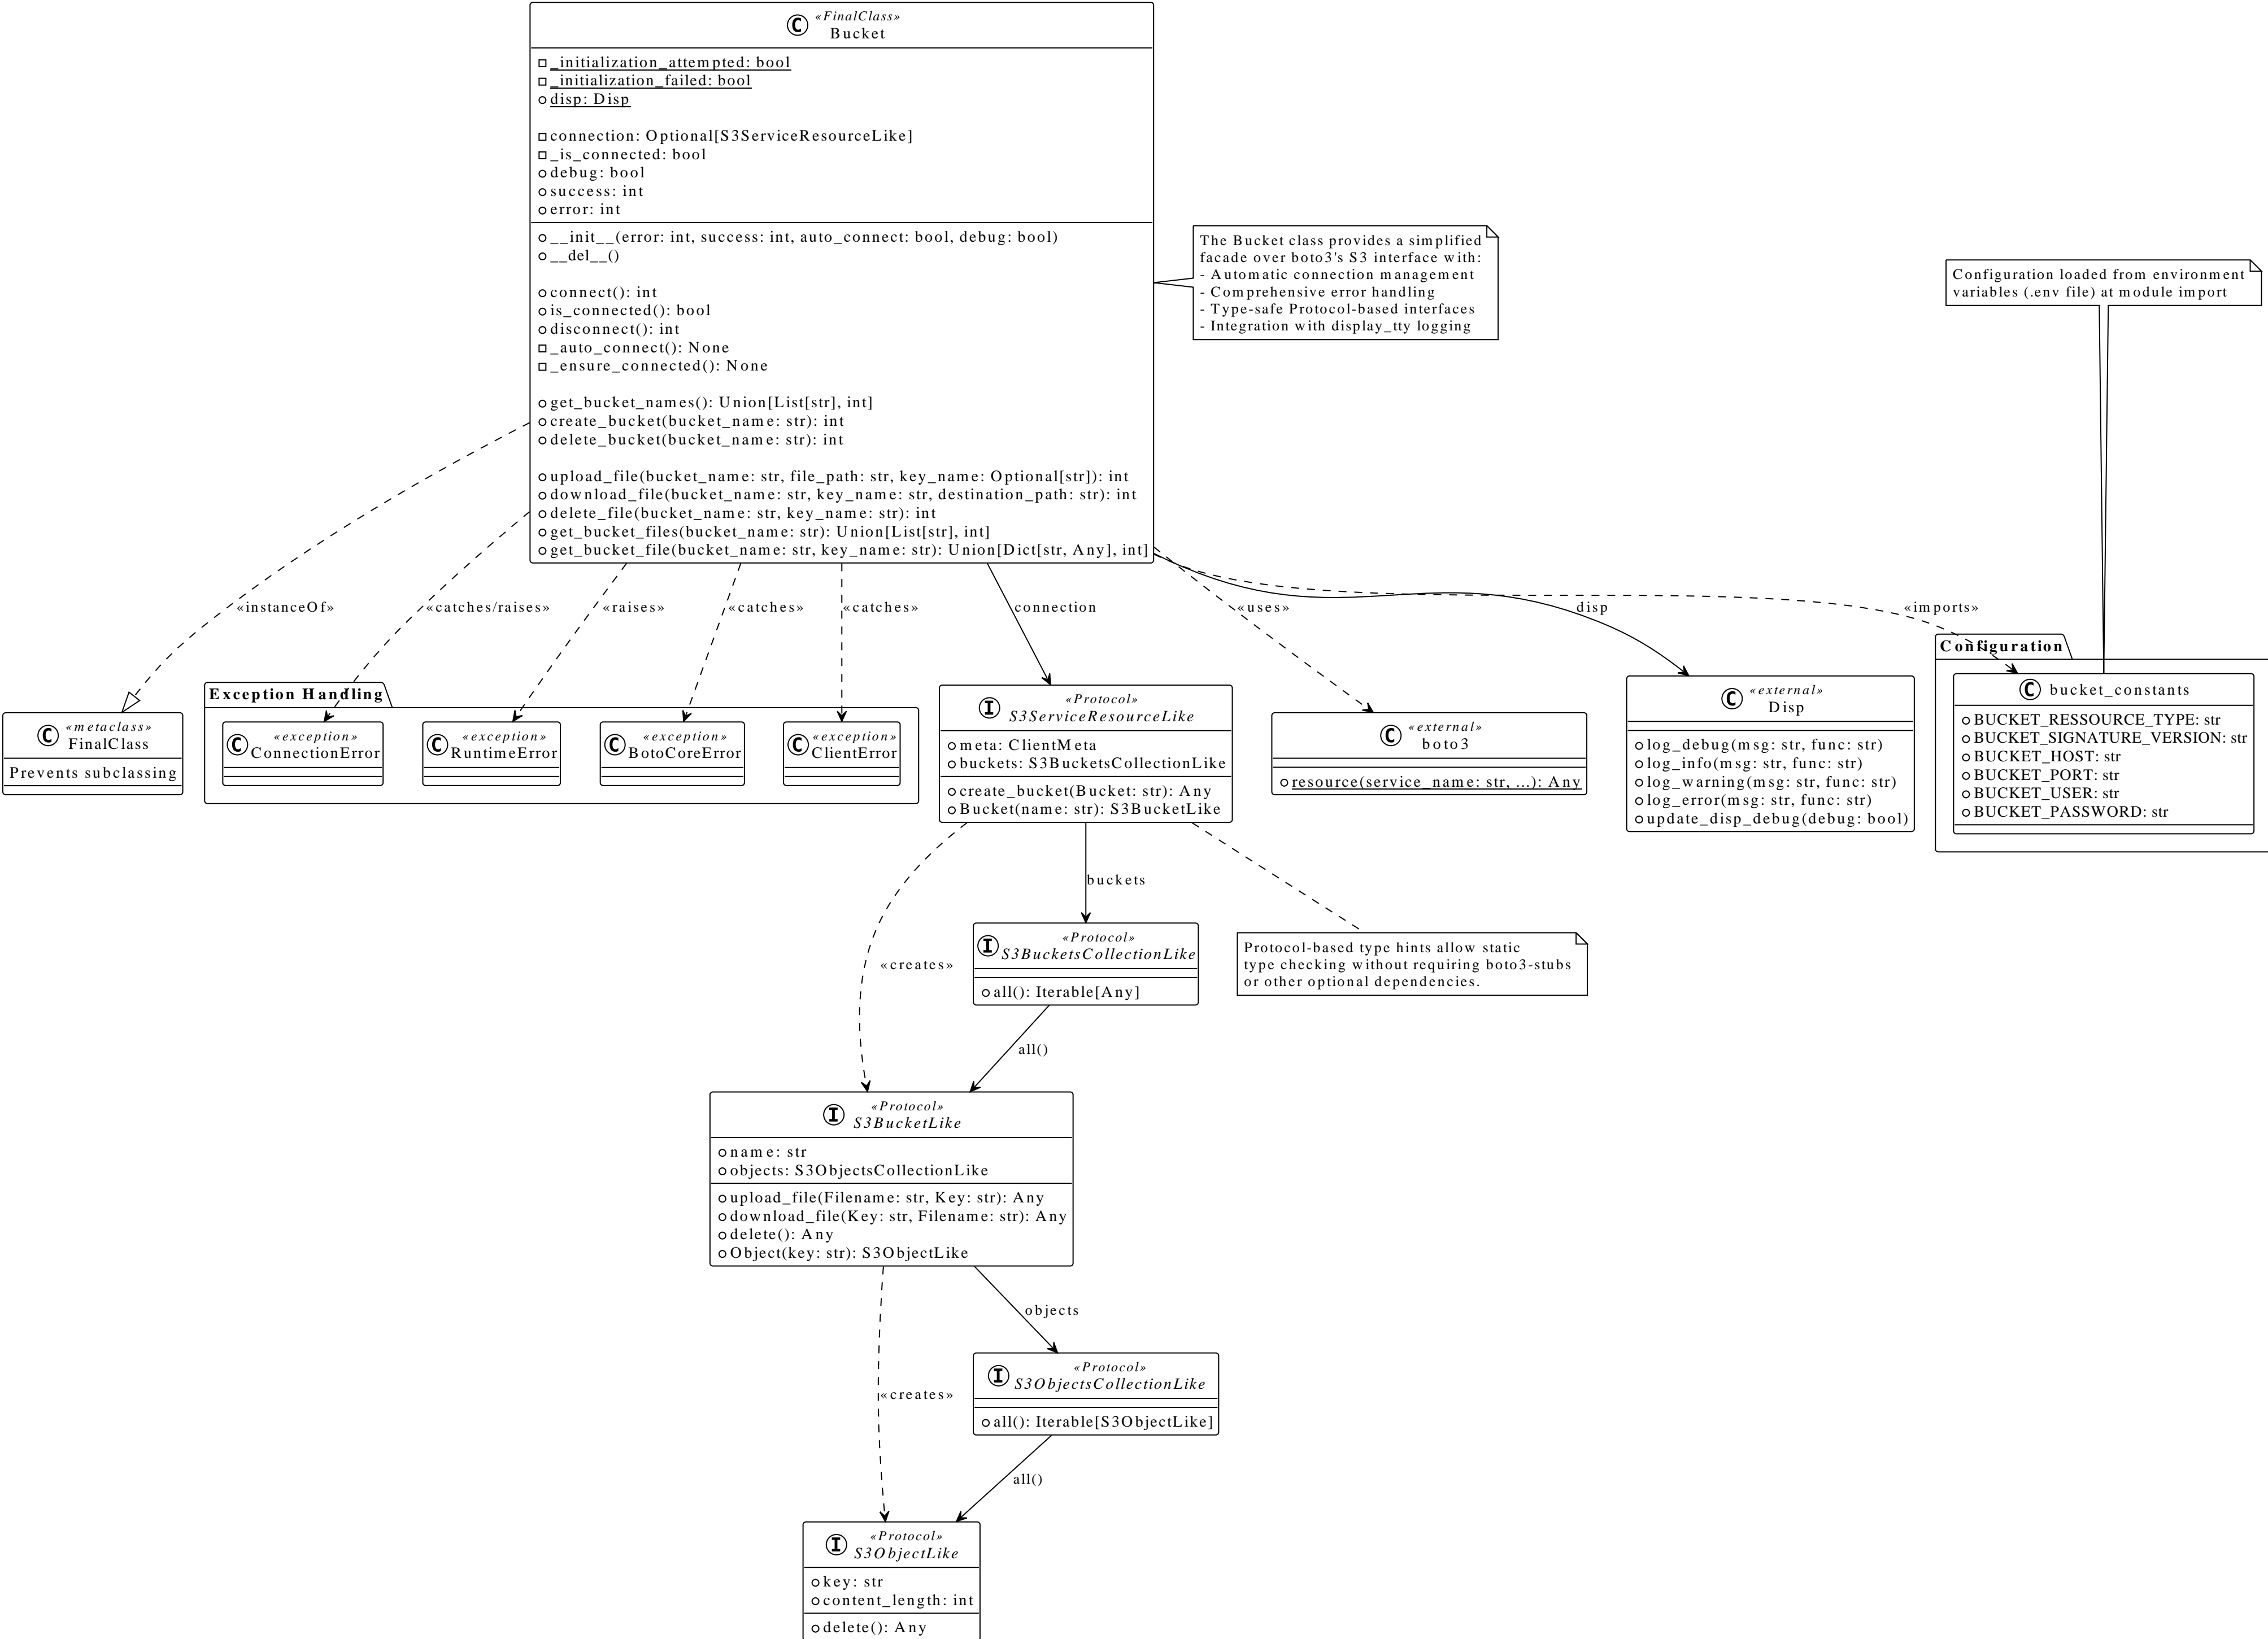 «FinalClass»
Bucket
_initialization_attempted: bool
_initialization_failed: bool
disp: Disp
connection: Optional[S3ServiceResourceLike]
_is_connected: bool
debug: bool
success: int
error: int
__init__(error: int, success: int, auto_connect: bool, debug: bool)
__del__()
connect(): int
is_connected(): bool
disconnect(): int
_auto_connect(): None
_ensure_connected(): None
get_bucket_names(): Union[List[str], int]
create_bucket(bucket_name: str): int
delete_bucket(bucket_name: str): int
upload_file(bucket_name: str, file_path: str, key_name: Optional[str]): int
download_file(bucket_name: str, key_name: str, destination_path: str): int
delete_file(bucket_name: str, key_name: str): int
get_bucket_files(bucket_name: str): Union[List[str], int]
get_bucket_file(bucket_name: str, key_name: str): Union[Dict[str, Any], int]
The Bucket class provides a simplified
facade over boto3's S3 interface with:
- Automatic connection management
- Comprehensive error handling
- Type-safe Protocol-based interfaces
- Integration with display_tty logging
Configuration loaded from environment
variables (.env file) at module import
«instanceOf»
«catches/raises»
«raises»
«catches»
«catches»
connection
«uses»
disp
«imports»
«metaclass»
FinalClass
Prevents subclassing
Exception Handling
«exception»
ConnectionError
«exception»
RuntimeError
«exception»
BotoCoreError
«exception»
ClientError
«Protocol»
S3ServiceResourceLike
meta: ClientMeta
buckets: S3BucketsCollectionLike
create_bucket(Bucket: str): Any
Bucket(name: str): S3BucketLike
«external»
boto3
resource(service_name: str, ...): Any
«external»
Disp
log_debug(msg: str, func: str)
log_info(msg: str, func: str)
log_warning(msg: str, func: str)
log_error(msg: str, func: str)
update_disp_debug(debug: bool)
Configuration
bucket_constants
BUCKET_RESSOURCE_TYPE: str
BUCKET_SIGNATURE_VERSION: str
BUCKET_HOST: str
BUCKET_PORT: str
BUCKET_USER: str
BUCKET_PASSWORD: str
buckets
«creates»
«Protocol»
S3BucketsCollectionLike
all(): Iterable[Any]
Protocol-based type hints allow static
type checking without requiring boto3-stubs
or other optional dependencies.
all()
«Protocol»
S3BucketLike
name: str
objects: S3ObjectsCollectionLike
upload_file(Filename: str, Key: str): Any
download_file(Key: str, Filename: str): Any
delete(): Any
Object(key: str): S3ObjectLike
objects
«creates»
«Protocol»
S3ObjectsCollectionLike
all(): Iterable[S3ObjectLike]
all()
«Protocol»
S3ObjectLike
key: str
content_length: int
delete(): Any